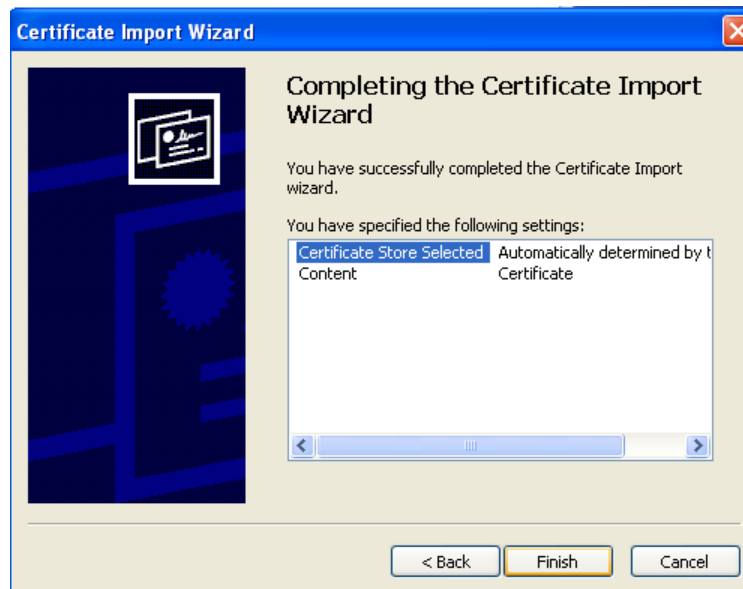 Certificate Import Wizard
Completing the Certificate Import
Wizard
You have successfully completed the Certificate Import
wizard.
You have specified the following settings:
Certificate Store Selected Automatically determined by t
Content Certificate
< Back Finish Cancel